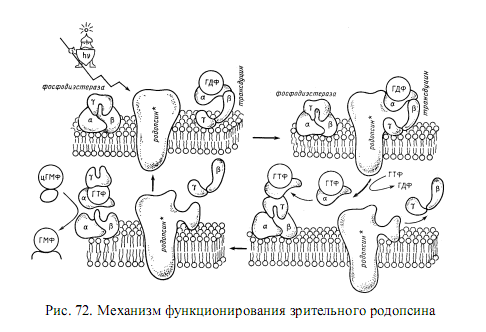 hν
фосфодиэстераза
γ
α
β
родопсин*
ГДФ
α
β
γ
трансдуцин
фосфодиэстераза
γ
α
β
родопсин*
ГДФ
α
β
γ
трансдуцин
ГТФ
ГДФ
ГТФ
α
γ
β
ГТФ
α
γ
α
β
родопсин*
цГМФ
ГМФ
γ
ГТФ
α
α
β
γ
β
родопсин*
Рис. 72. Механизм функционирования зрительного родопсина